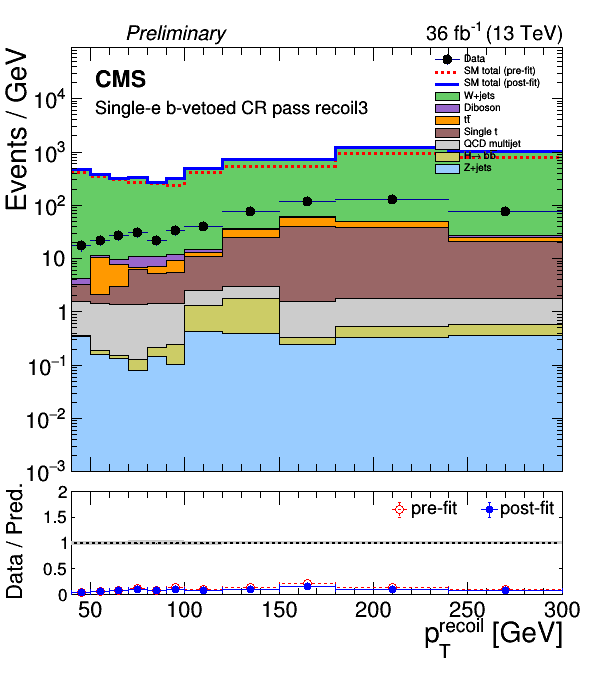 Preliminary 36 fb⁻¹ (13 TeV)
CMS
Single-e b-vetoed CR pass recoil3
Data
SM total (pre-fit)
SM total (post-fit)
W+jets
Diboson
tt̄
Single t
QCD multijet
H→ bb
Z+jets
Events / GeV
10⁴
10³
10²
10
1
10⁻¹
10⁻²
10⁻³
Data / Pred.
2
1.5
1
0.5
0
pre-fit post-fit
50 100 150 200 250 300
p_T^recoil [GeV]